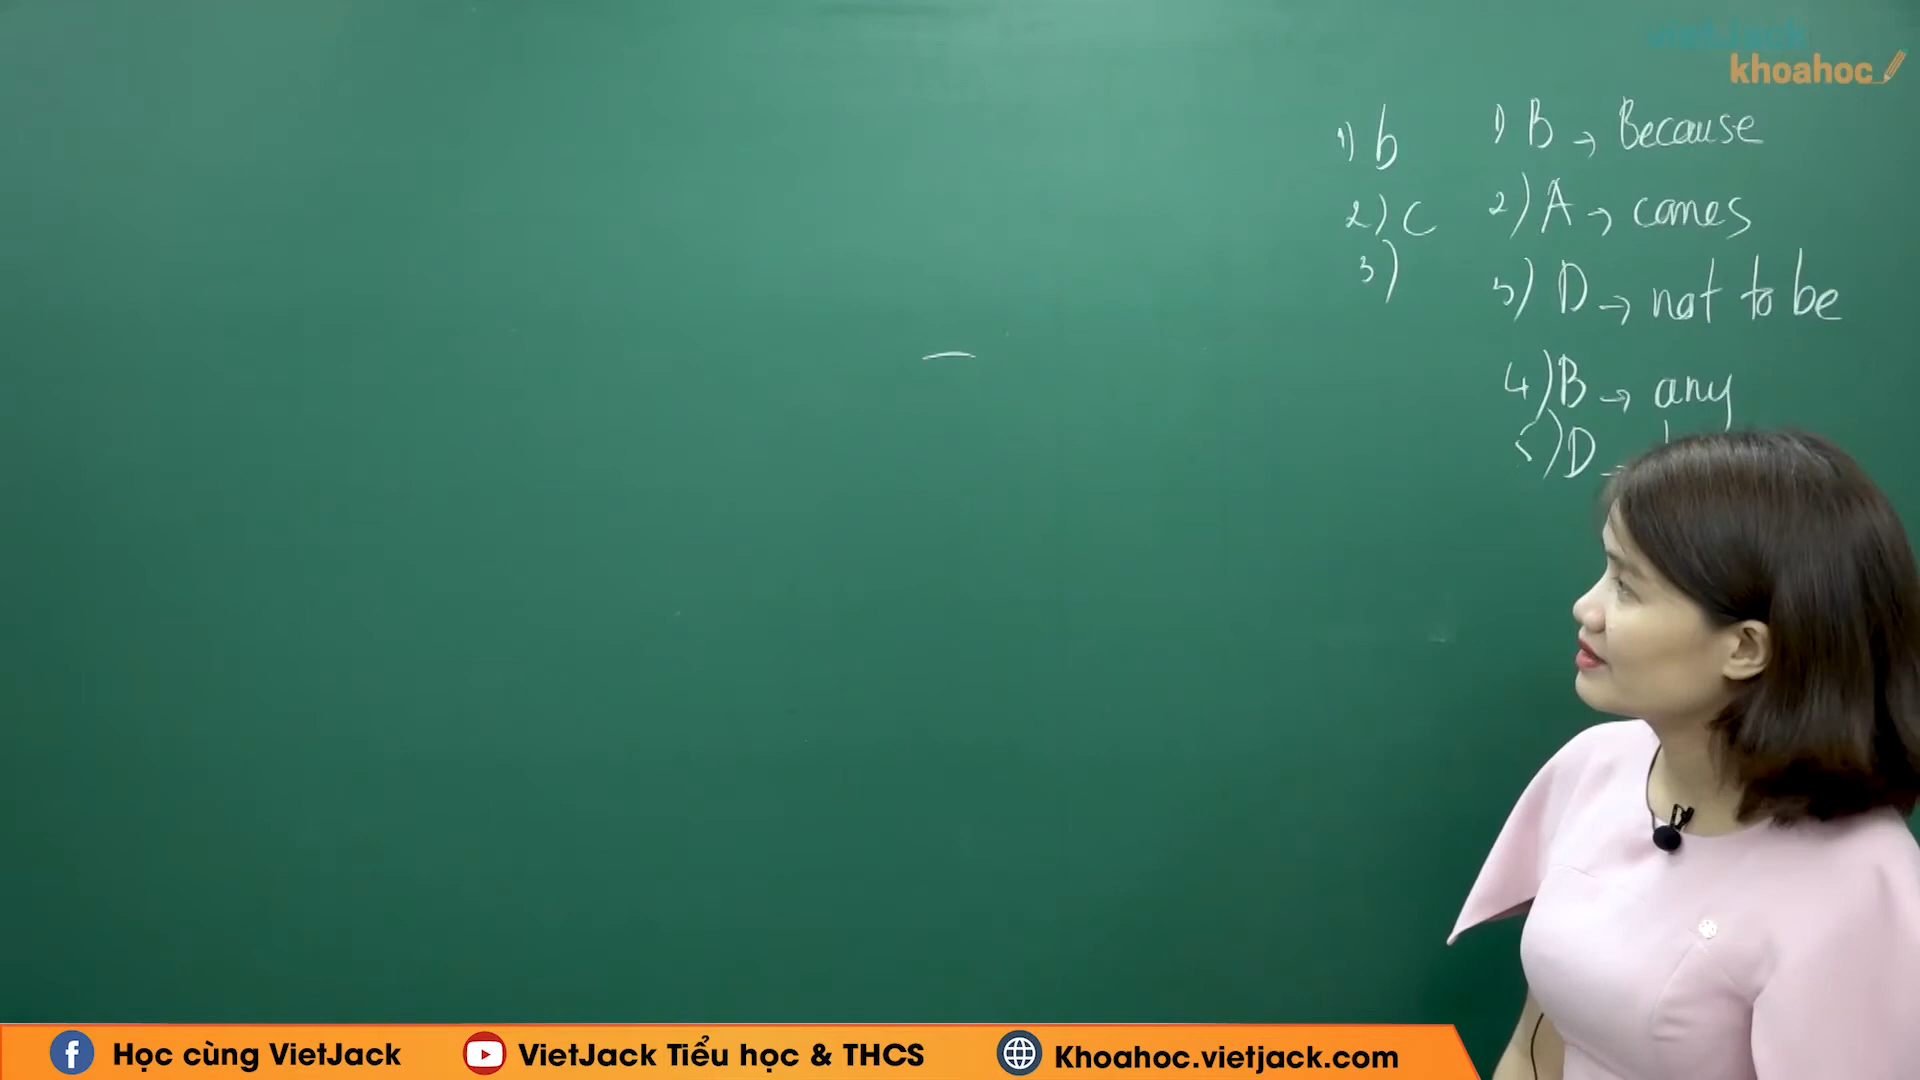 vietJack
khoahoc
1) b
2) C
3)
1) B → Because
2) A → comes
3) D → not to be
4) B → any
5) D →
Học cùng VietJack
VietJack Tiểu học & THCS
Khoahoc.vietjack.com